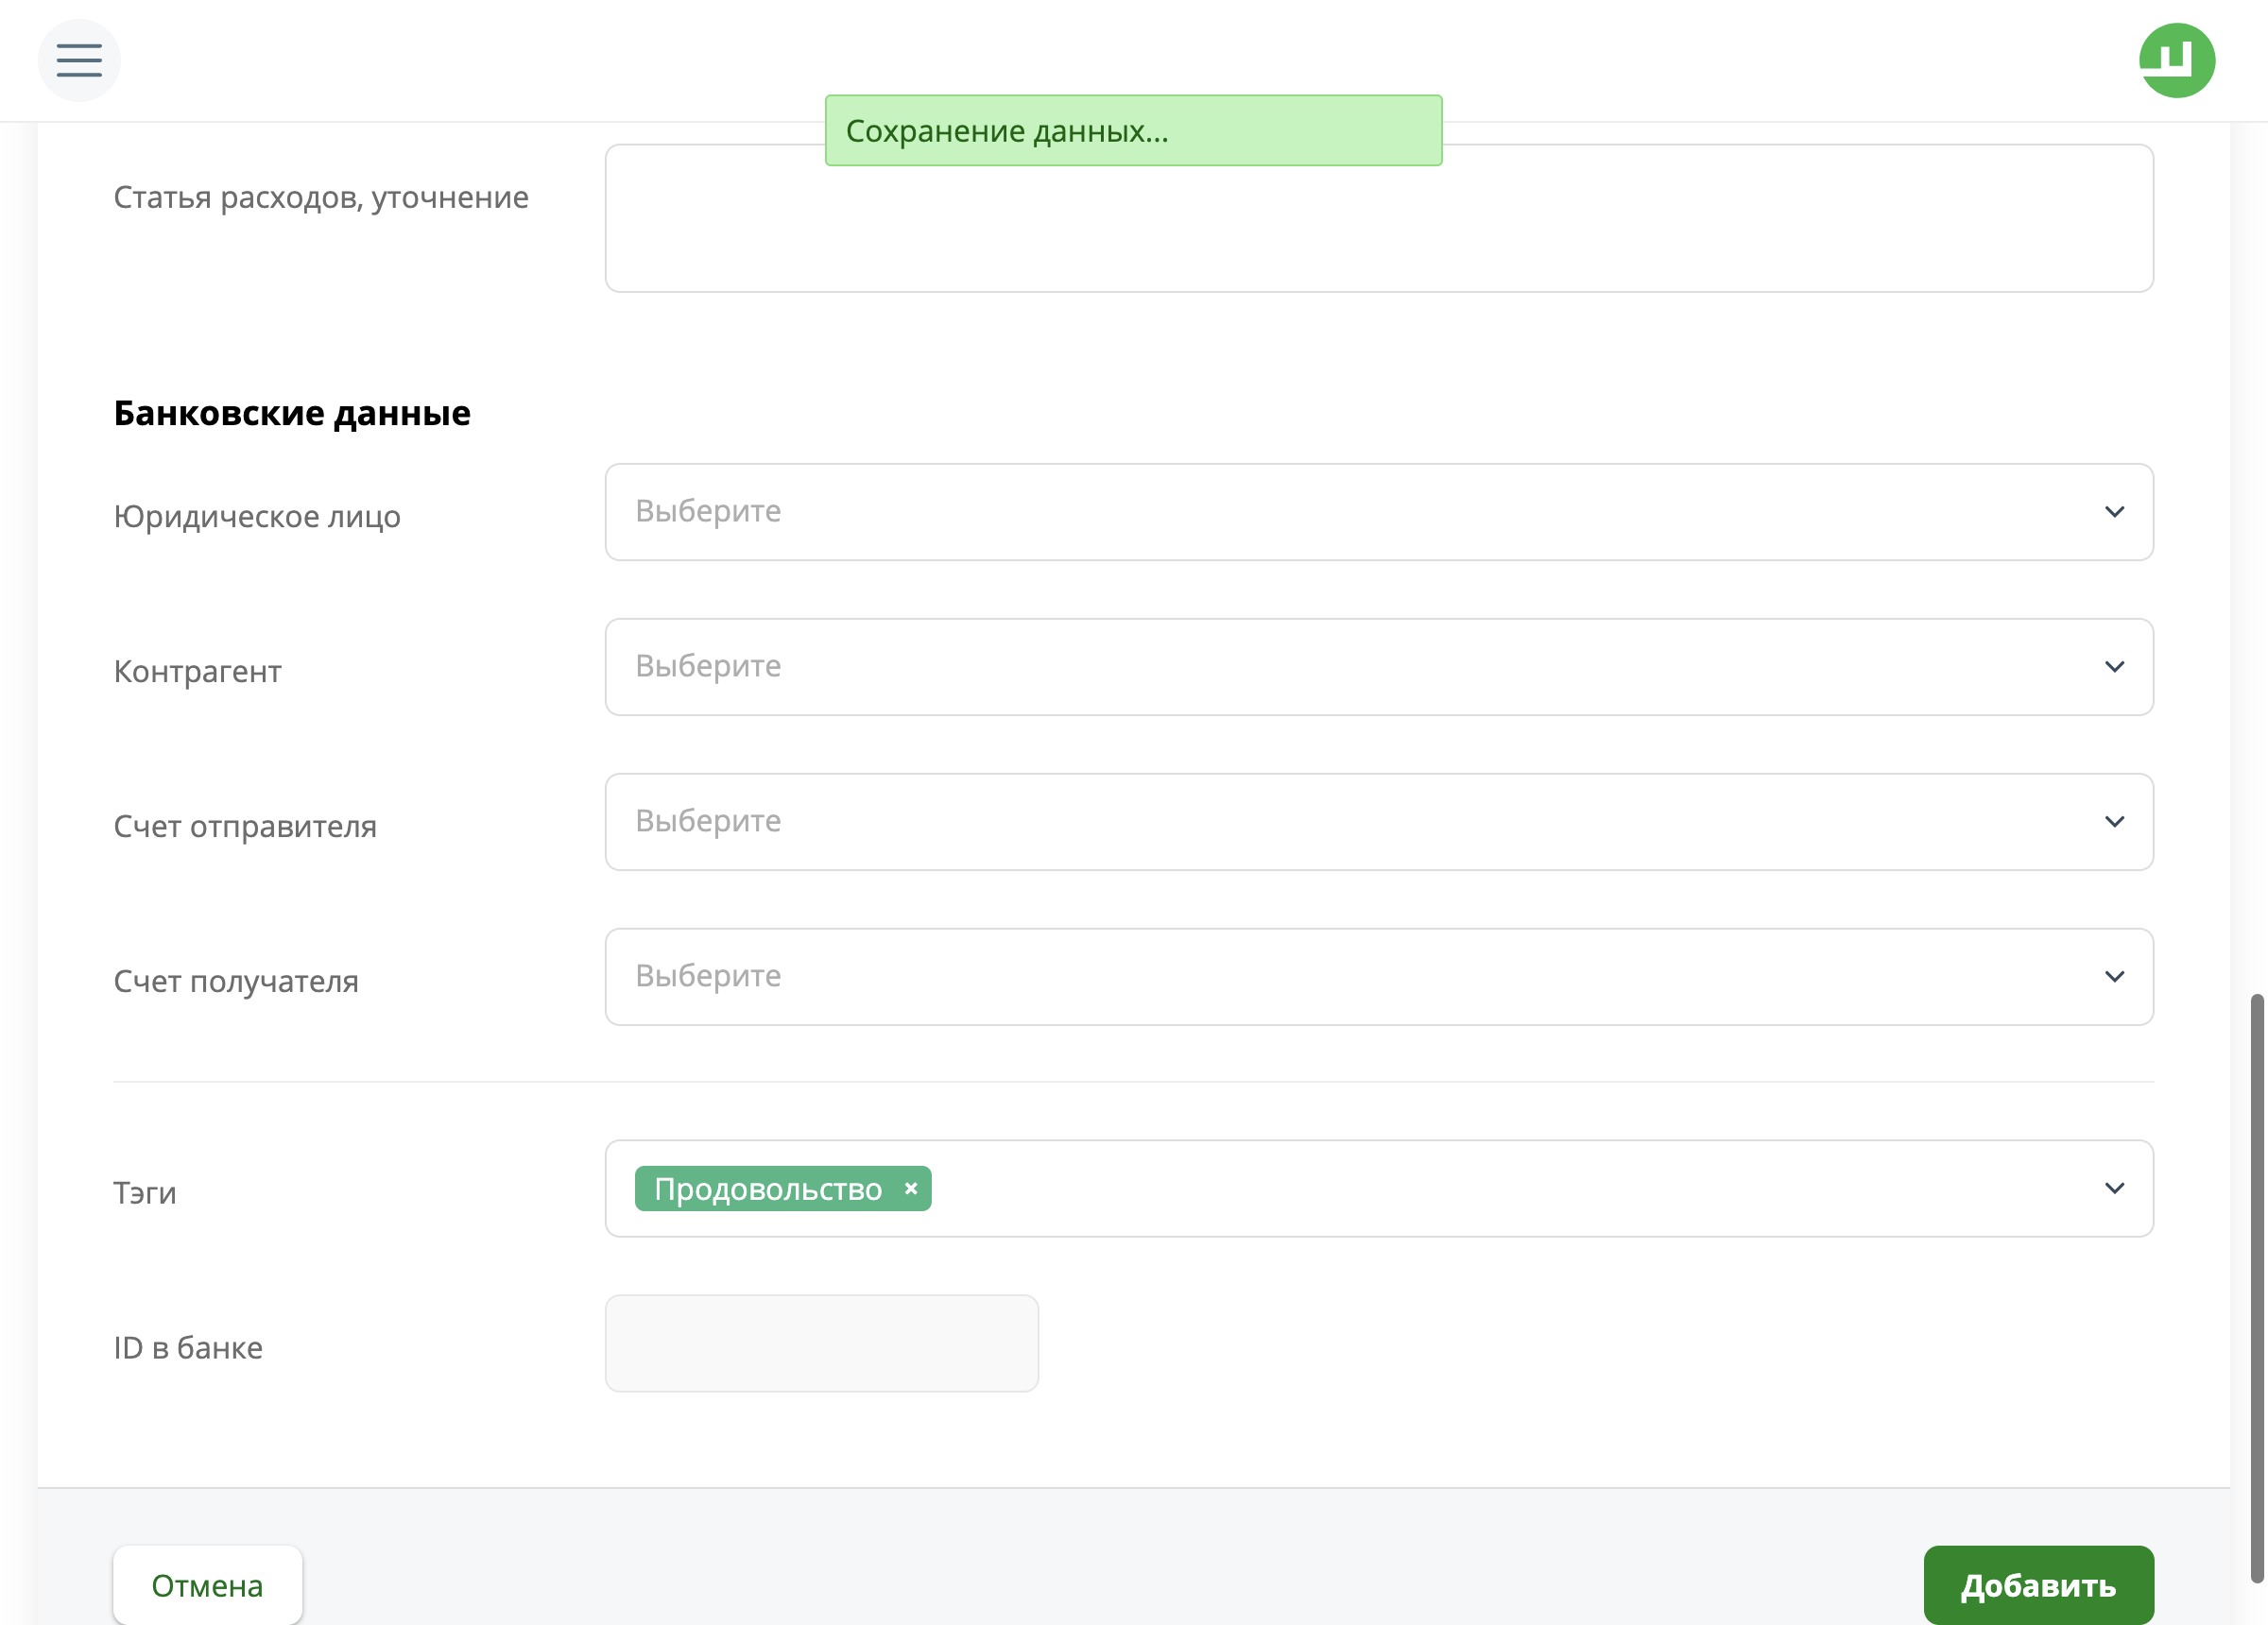 Сохранение данных...
Статья расходов, уточнение
Банковские данные
Юридическое лицо
Выберите
Контрагент
Выберите
Счет отправителя
Выберите
Счет получателя
Выберите
Тэги
Продовольство ×
ID в банке
Отмена
Добавить